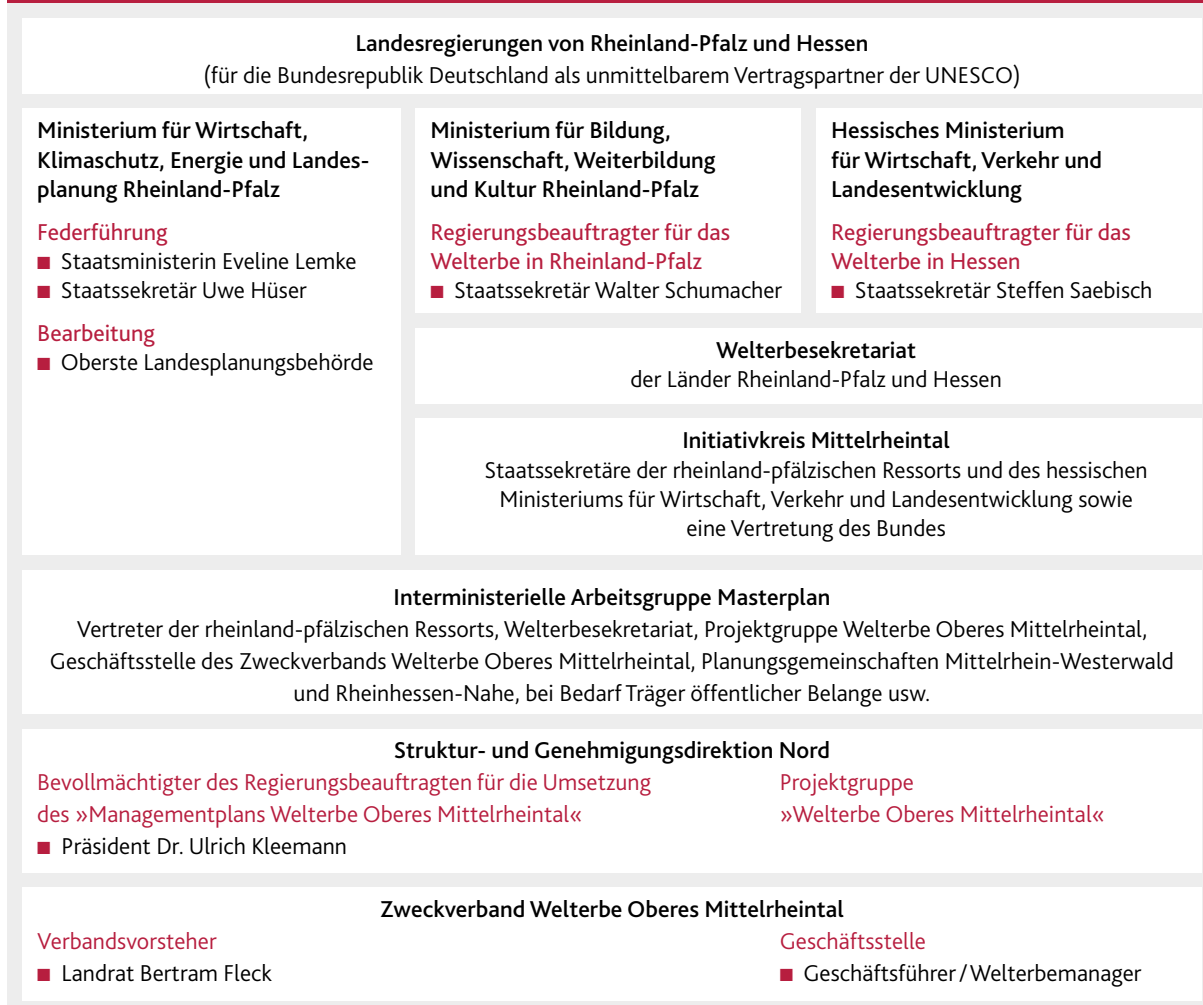 Landesregierungen von Rheinland-Pfalz und Hessen
(für die Bundesrepublik Deutschland als unmittelbarem Vertragspartner der UNESCO)
Ministerium für Wirtschaft,
Klimaschutz, Energie und Landes-
planung Rheinland-Pfalz
Federführung
■ Staatsministerin Eveline Lemke
■ Staatssekretär Uwe Hüser
Bearbeitung
■ Oberste Landesplanungsbehörde
Ministerium für Bildung,
Wissenschaft, Weiterbildung
und Kultur Rheinland-Pfalz
Regierungsbeauftragter für das
Welterbe in Rheinland-Pfalz
■ Staatssekretär Walter Schumacher
Hessisches Ministerium
für Wirtschaft, Verkehr und
Landesentwicklung
Regierungsbeauftragter für das
Welterbe in Hessen
■ Staatssekretär Steffen Saebisch
Welterbesekretariat
der Länder Rheinland-Pfalz und Hessen
Initiativkreis Mittelrheintal
Staatssekretäre der rheinland-pfälzischen Ressorts und des hessischen
Ministeriums für Wirtschaft, Verkehr und Landesentwicklung sowie
eine Vertretung des Bundes
Interministerielle Arbeitsgruppe Masterplan
Vertreter der rheinland-pfälzischen Ressorts, Welterbesekretariat, Projektgruppe Welterbe Oberes Mittelrheintal,
Geschäftsstelle des Zweckverbands Welterbe Oberes Mittelrheintal, Planungsgemeinschaften Mittelrhein-Westerwald
und Rheinhessen-Nahe, bei Bedarf Träger öffentlicher Belange usw.
Struktur- und Genehmigungsdirektion Nord
Bevollmächtigter des Regierungsbeauftragten für die Umsetzung
des »Managementplans Welterbe Oberes Mittelrheintal«
■ Präsident Dr. Ulrich Kleemann
Projektgruppe
»Welterbe Oberes Mittelrheintal«
Zweckverband Welterbe Oberes Mittelrheintal
Verbandsvorsteher
■ Landrat Bertram Fleck
Geschäftsstelle
■ Geschäftsführer / Welterbemanager